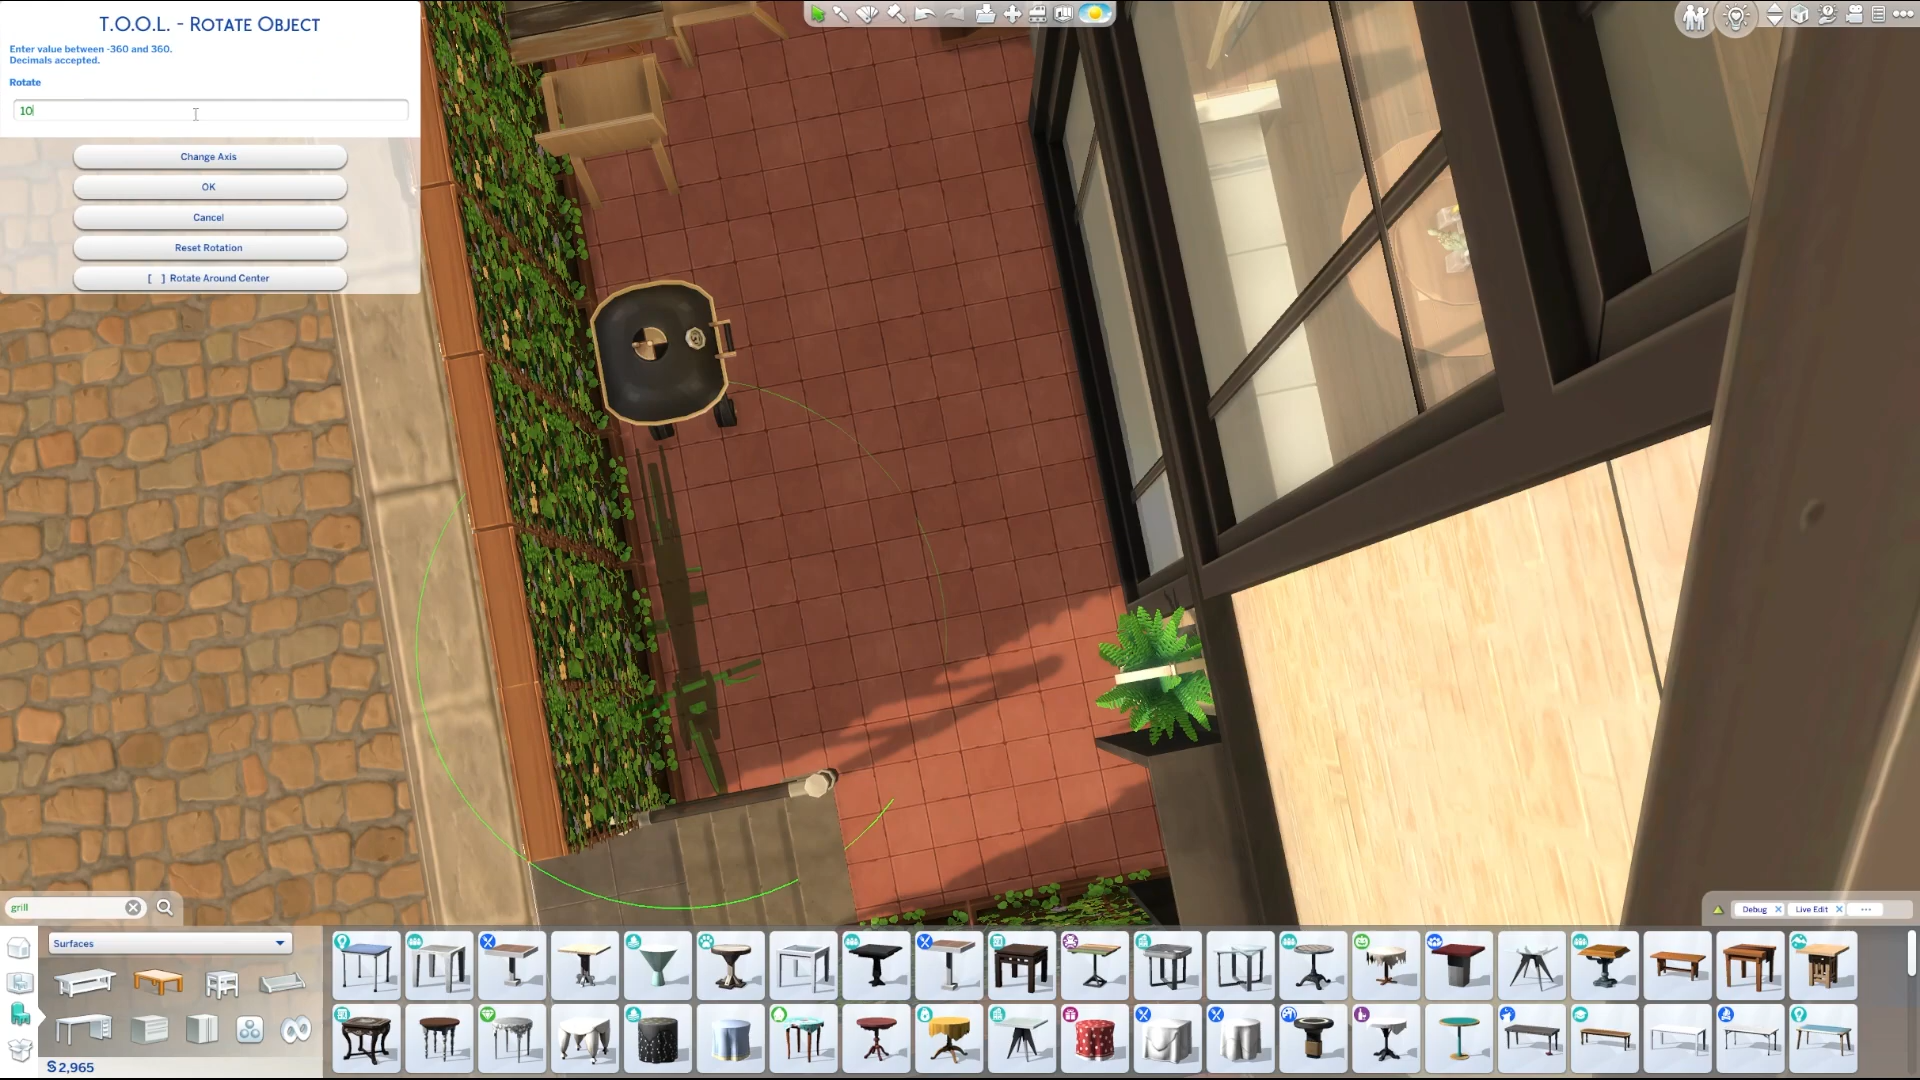 T.O.O.L. - Rotate Object
Enter value between -360 and 360.
Decimals accepted.
Rotate
10
Change Axis
OK
Cancel
Reset Rotation
[ ] Rotate Around Center
grill
Debug
Live Edit
Surfaces
§2,965